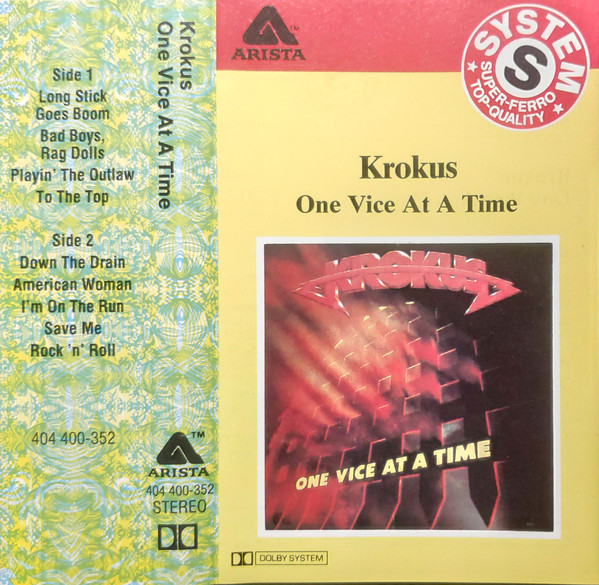 Side 1
Long Stick
Goes Boom
Bad Boys,
Rag Dolls
Playin' The Outlaw
To The Top
Side 2
Down The Drain
American Woman
I'm On The Run
Save Me
Rock 'n' Roll
404 400-352
Krokus
One Vice At A Time
TM
ARISTA
404 400-352
STEREO
TM
ARISTA
SYSTEM
S
SUPER-FERRO
TOP-QUALITY
Krokus
One Vice At A Time
KROKUS
ONE VICE AT A TIME
DOLBY SYSTEM